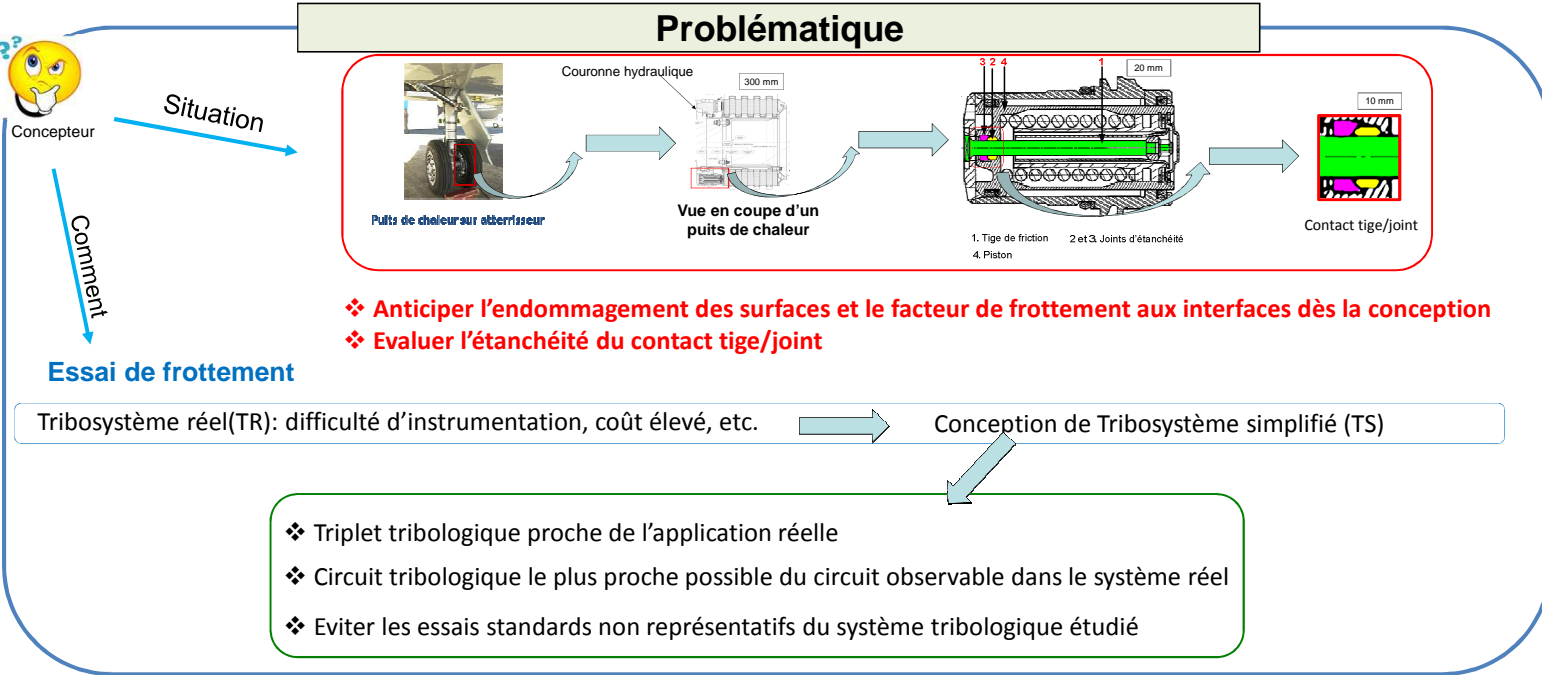 Problématique
??
Concepteur
Situation
Comment
Couronne hydraulique
300 mm
3 2 4
1
20 mm
10 mm
Puits de chaleur sur atterrisseur
Vue en coupe d’un
puits de chaleur
1. Tige de friction 2 et 3. Joints d’étanchéité
4. Piston
Contact tige/joint
❖ Anticiper l’endommagement des surfaces et le facteur de frottement aux interfaces dès la conception
❖ Evaluer l’étanchéité du contact tige/joint
Essai de frottement
Tribosystème réel(TR): difficulté d’instrumentation, coût élevé, etc.
Conception de Tribosystème simplifié (TS)
❖ Triplet tribologique proche de l’application réelle
❖ Circuit tribologique le plus proche possible du circuit observable dans le système réel
❖ Eviter les essais standards non représentatifs du système tribologique étudié